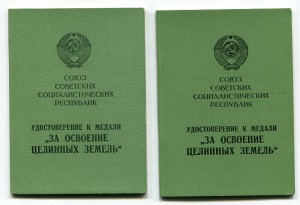 СОЮЗ
СОВЕТСКИХ
СОЦИАЛИСТИЧЕСКИХ
РЕСПУБЛИК
УДОСТОВЕРЕНИЕ К МЕДАЛИ
„ЗА ОСВОЕНИЕ
ЦЕЛИННЫХ ЗЕМЕЛЬ“
СОЮЗ
СОВЕТСКИХ
СОЦИАЛИСТИЧЕСКИХ
РЕСПУБЛИК
УДОСТОВЕРЕНИЕ К МЕДАЛИ
„ЗА ОСВОЕНИЕ
ЦЕЛИННЫХ ЗЕМЕЛЬ“